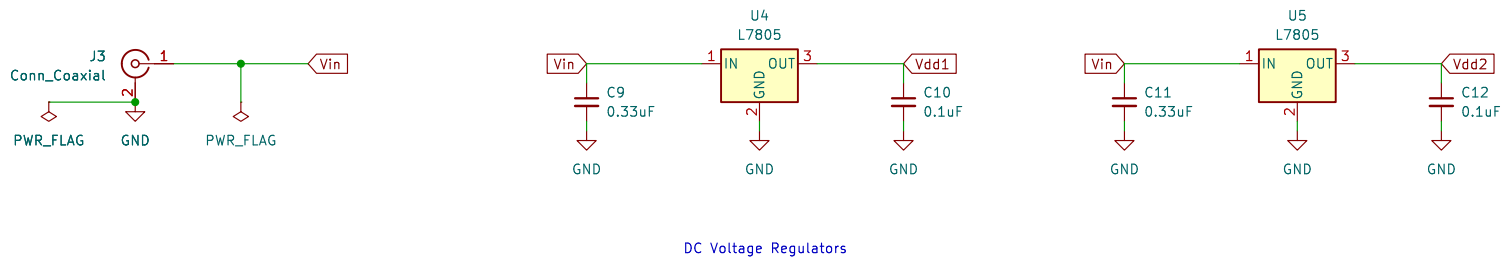 J3
Conn_Coaxial
1
2
Vin
PWR_FLAG
GND
PWR_FLAG
U4
L7805
Vin
1
IN
OUT
3
GND
2
Vdd1
C9
0.33uF
C10
0.1uF
GND
GND
GND
U5
L7805
Vin
1
IN
OUT
3
GND
2
Vdd2
C11
0.33uF
C12
0.1uF
GND
GND
GND
DC Voltage Regulators